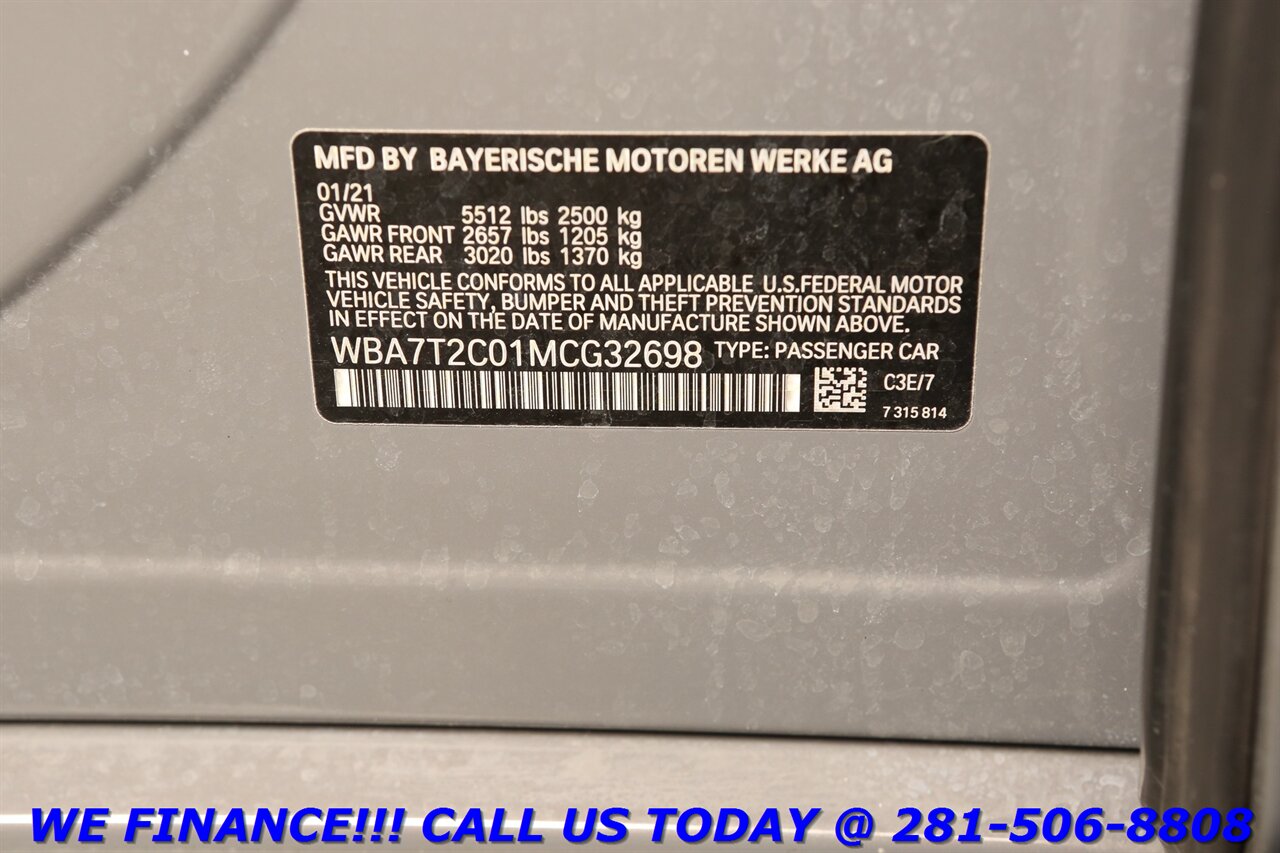 MFD BY BAYERISCHE MOTOREN WERKE AG
01/21
GVWR 5512 lbs 2500 kg
GAWR FRONT 2657 lbs 1205 kg
GAWR REAR 3020 lbs 1370 kg
THIS VEHICLE CONFORMS TO ALL APPLICABLE U.S.FEDERAL MOTOR
VEHICLE SAFETY, BUMPER AND THEFT PREVENTION STANDARDS
IN EFFECT ON THE DATE OF MANUFACTURE SHOWN ABOVE.
WBA7T2C01MCG32698 TYPE: PASSENGER CAR
C3E/7
7 315 814
WE FINANCE!!! CALL US TODAY @ 281-506-8808